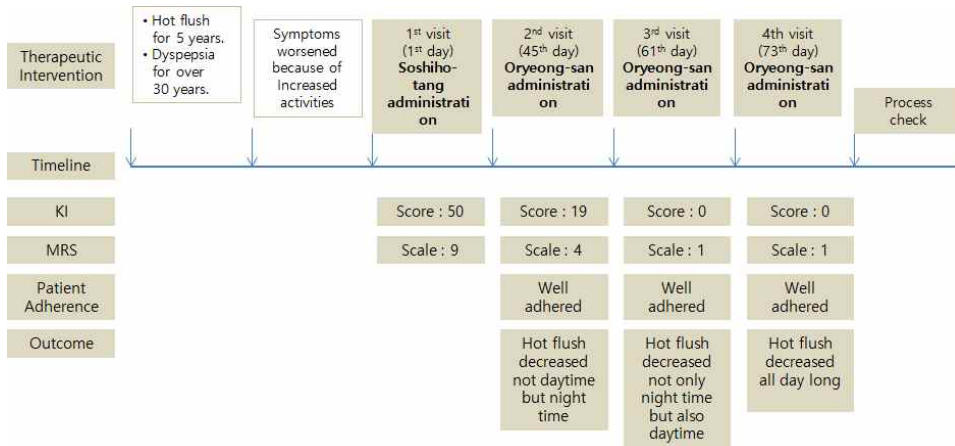 Therapeutic
Intervention
• Hot flush
for 5 years.
• Dyspepsia
for over
30 years.
Symptoms
worsened
because of
Increased
activities
1st visit
(1st day)
Soshiho-
tang
administrati
on
2nd visit
(45th day)
Oryeong-san
administrati
on
3rd visit
(61th day)
Oryeong-san
administrati
on
4th visit
(73th day)
Oryeong-san
administrati
on
Process
check
Timeline
KI
Score : 50
Score : 19
Score : 0
Score : 0
MRS
Scale : 9
Scale : 4
Scale : 1
Scale : 1
Patient
Adherence
Well
adhered
Well
adhered
Well
adhered
Outcome
Hot flush
decreased
not daytime
but night
time
Hot flush
decreased
not only
night time
but also
daytime
Hot flush
decreased
all day long